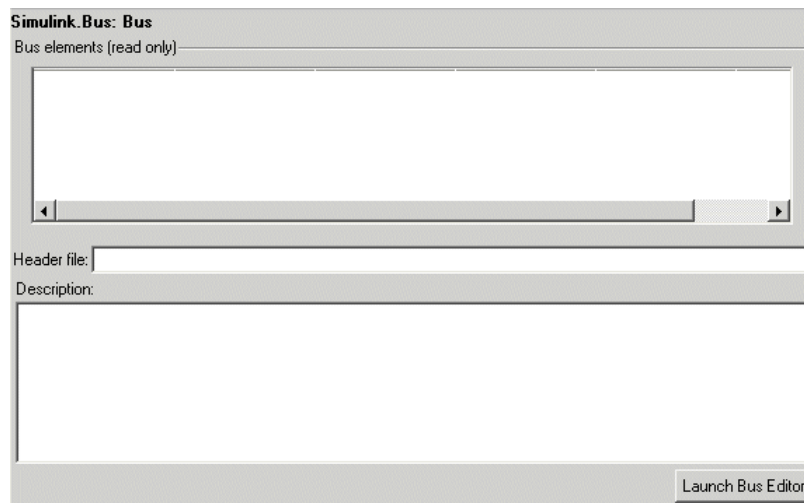 Simulink.Bus: Bus
Bus elements (read only)
Header file:
Description:
Launch Bus Editor